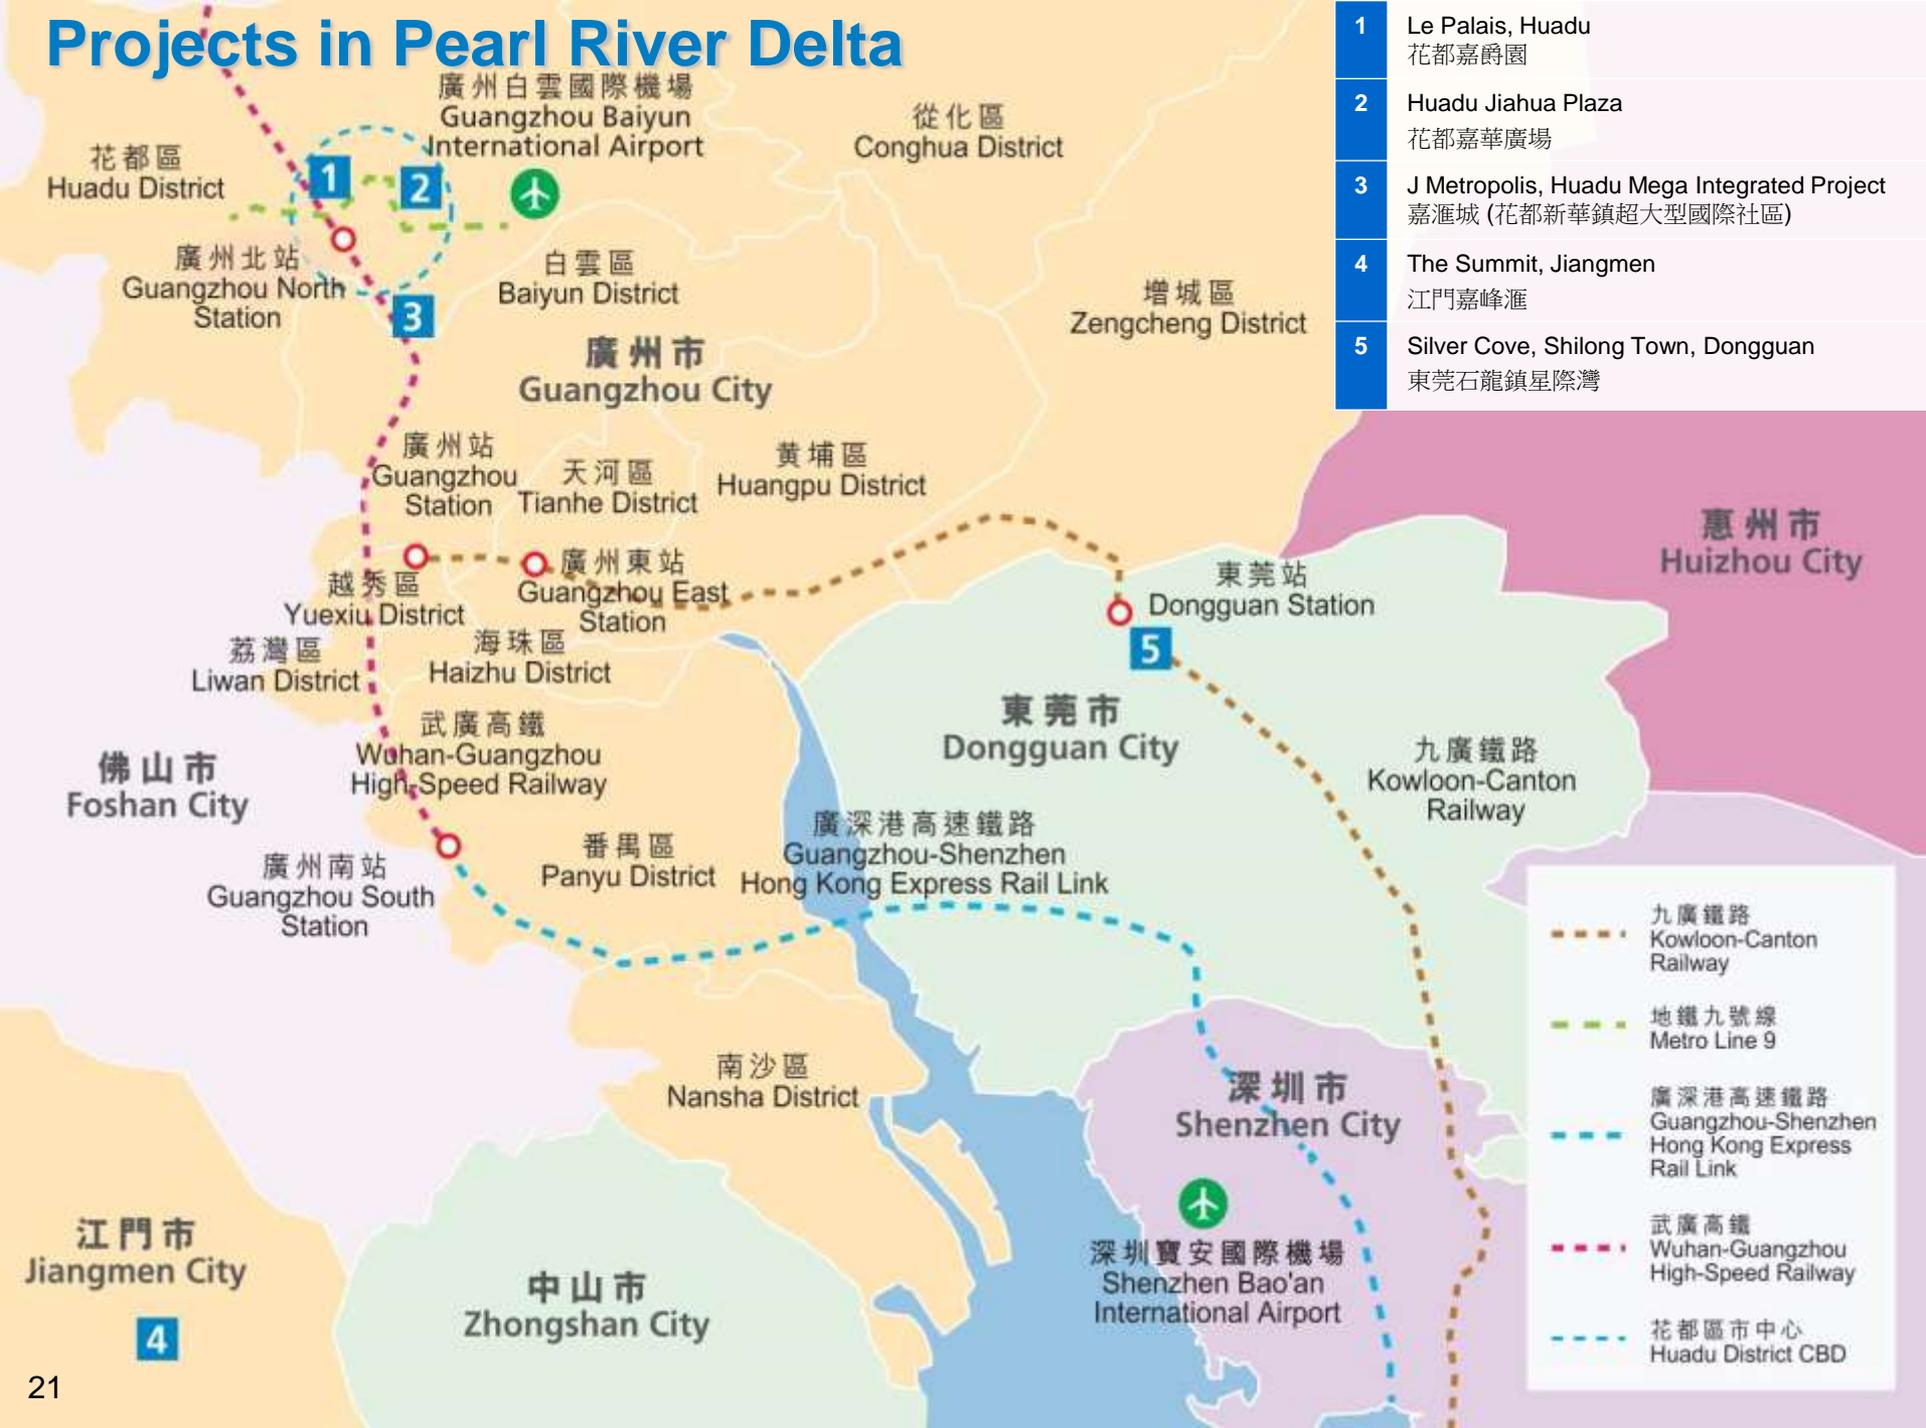 Projects in Pearl River Delta
1
Le Palais, Huadu
花都嘉爵園
2
Huadu Jiahua Plaza
花都嘉華廣場
3
J Metropolis, Huadu Mega Integrated Project
嘉滙城 (花都新華鎮超大型國際社區)
4
The Summit, Jiangmen
江門嘉峰滙
5
Silver Cove, Shilong Town, Dongguan
東莞石龍鎮星際灣
廣州白雲國際機場
Guangzhou Baiyun
International Airport
從化區
Conghua District
花都區
Huadu District
1
2
廣州北站
Guangzhou North
Station
白雲區
Baiyun District
3
增城區
Zengcheng District
廣州市
Guangzhou City
廣州站
Guangzhou
Station
天河區
Tianhe District
黄埔區
Huangpu District
惠州市
Huizhou City
廣州東站
Guangzhou East
Station
越秀區
Yuexiu District
東莞站
Dongguan Station
5
荔灣區
Liwan District
海珠區
Haizhu District
東莞市
Dongguan City
武廣高鐵
Wuhan-Guangzhou
High-Speed Railway
佛山市
Foshan City
九廣鐵路
Kowloon-Canton
Railway
廣深港高速鐵路
Guangzhou-Shenzhen
Hong Kong Express Rail Link
番禺區
Panyu District
廣州南站
Guangzhou South
Station
南沙區
Nansha District
深圳市
Shenzhen City
江門市
Jiangmen City
4
中山市
Zhongshan City
深圳寶安國際機場
Shenzhen Bao'an
International Airport
九廣鐵路
Kowloon-Canton
Railway
地鐵九號線
Metro Line 9
廣深港高速鐵路
Guangzhou-Shenzhen
Hong Kong Express
Rail Link
武廣高鐵
Wuhan-Guangzhou
High-Speed Railway
花都區市中心
Huadu District CBD
21